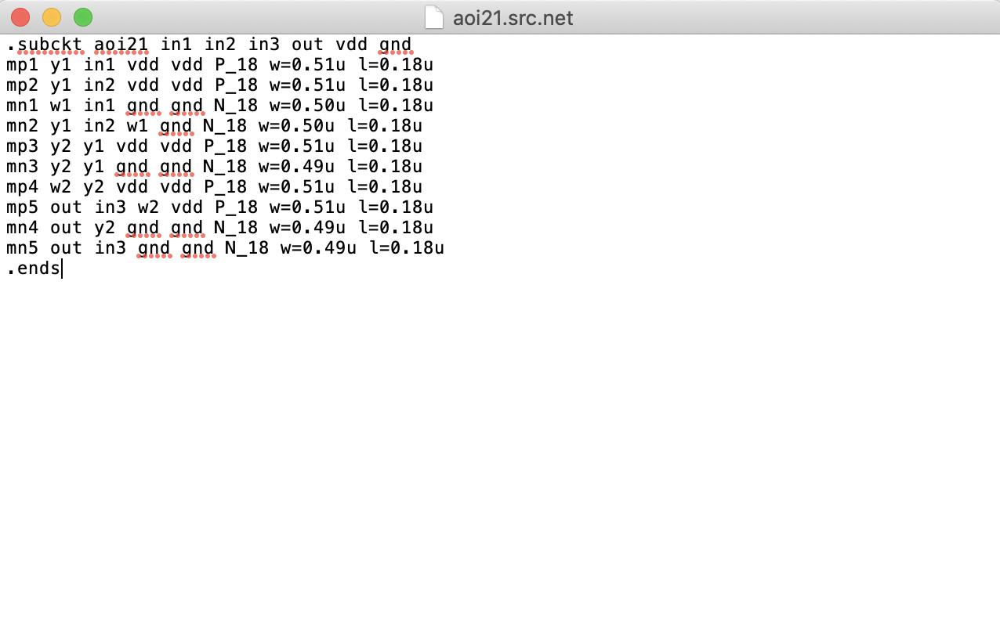 aoi21.src.net
.subckt aoi21 in1 in2 in3 out vdd gnd
mp1 y1 in1 vdd vdd P_18 w=0.51u l=0.18u
mp2 y1 in2 vdd vdd P_18 w=0.51u l=0.18u
mn1 w1 in1 gnd gnd N_18 w=0.50u l=0.18u
mn2 y1 in2 w1 gnd N_18 w=0.50u l=0.18u
mp3 y2 y1 vdd vdd P_18 w=0.51u l=0.18u
mn3 y2 y1 gnd gnd N_18 w=0.49u l=0.18u
mp4 w2 y2 vdd vdd P_18 w=0.51u l=0.18u
mp5 out in3 w2 vdd P_18 w=0.51u l=0.18u
mn4 out y2 gnd gnd N_18 w=0.49u l=0.18u
mn5 out in3 gnd gnd N_18 w=0.49u l=0.18u
.ends